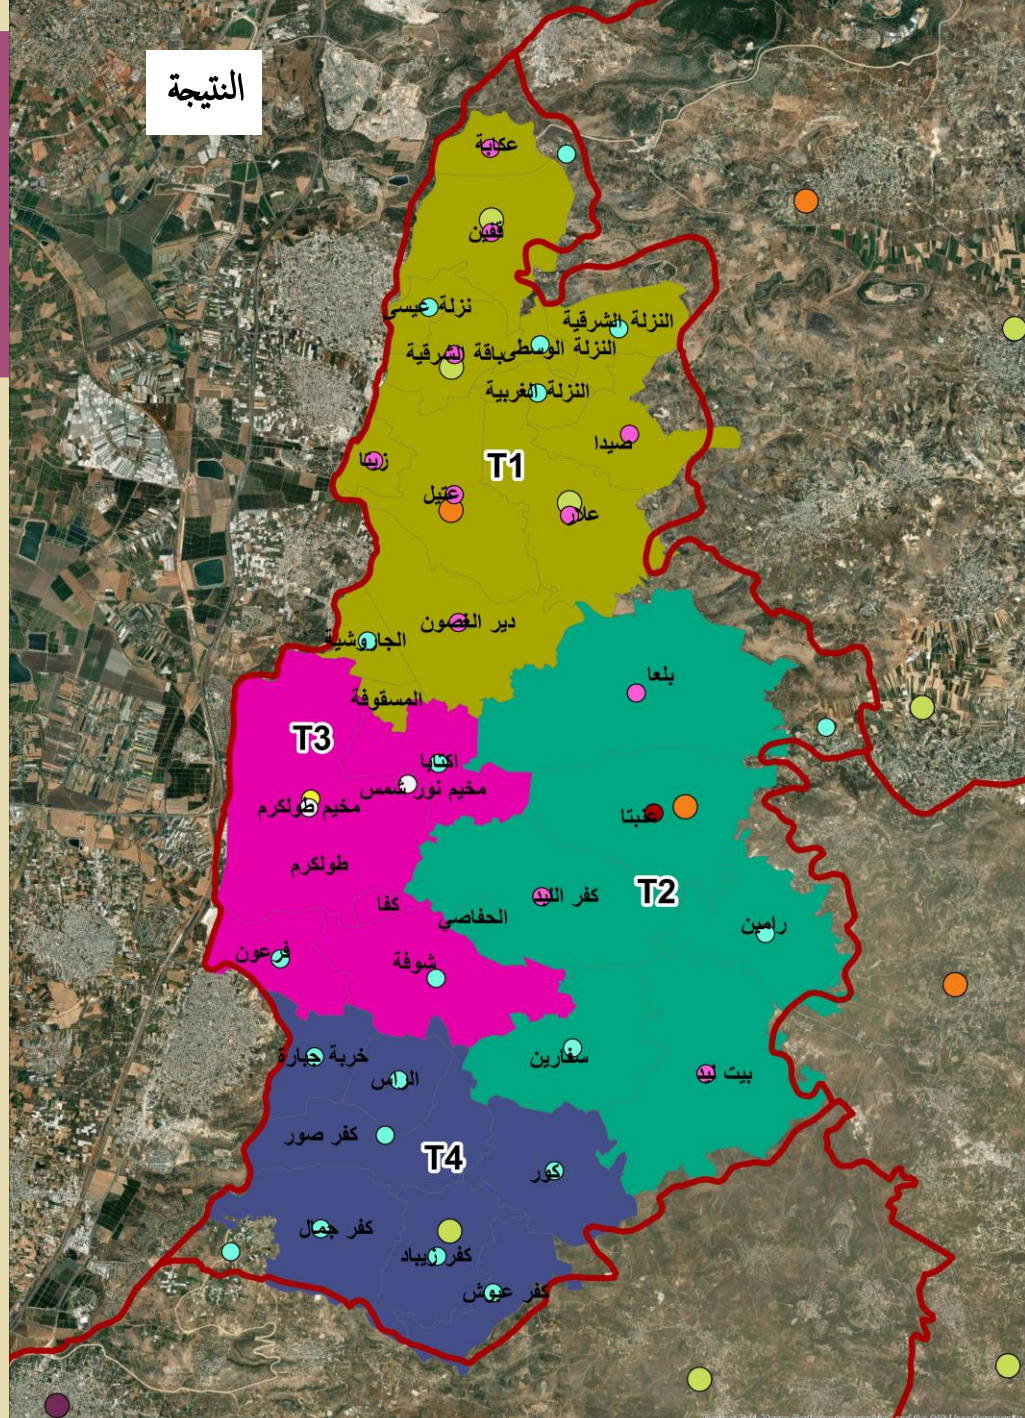 النتيجة
عكابة
قفين
نزلة عيسى
النزلة الشرقية
النزلة الوسطى
باقة الشرقية
النزلة الغربية
صيدا
زيتا
T1
عتيل
علار
دير الغصون
الجاروشية
المسقوفة
بلعا
T3
اكتابا
مخيم نور شمس
مخيم طولكرم
عنبتا
طولكرم
T2
كفر اللبد
كفا
الحفاصي
رامين
فرعون
شوفة
سفارين
خربة جبارة
بيت ليد
الراس
كفر صور
T4
كور
كفر جمال
كفر زيباد
كفر عبوش